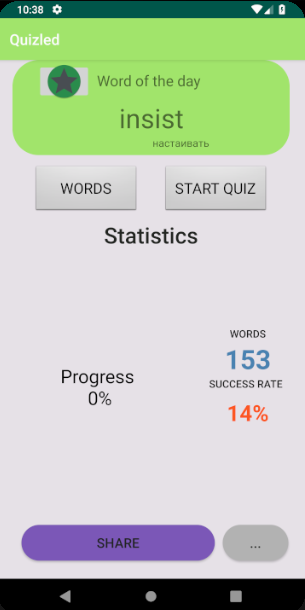 10:38
Quizled
Word of the day
insist
настаивать
WORDS
START QUIZ
Statistics
WORDS
153
SUCCESS RATE
14%
Progress
0%
SHARE
...